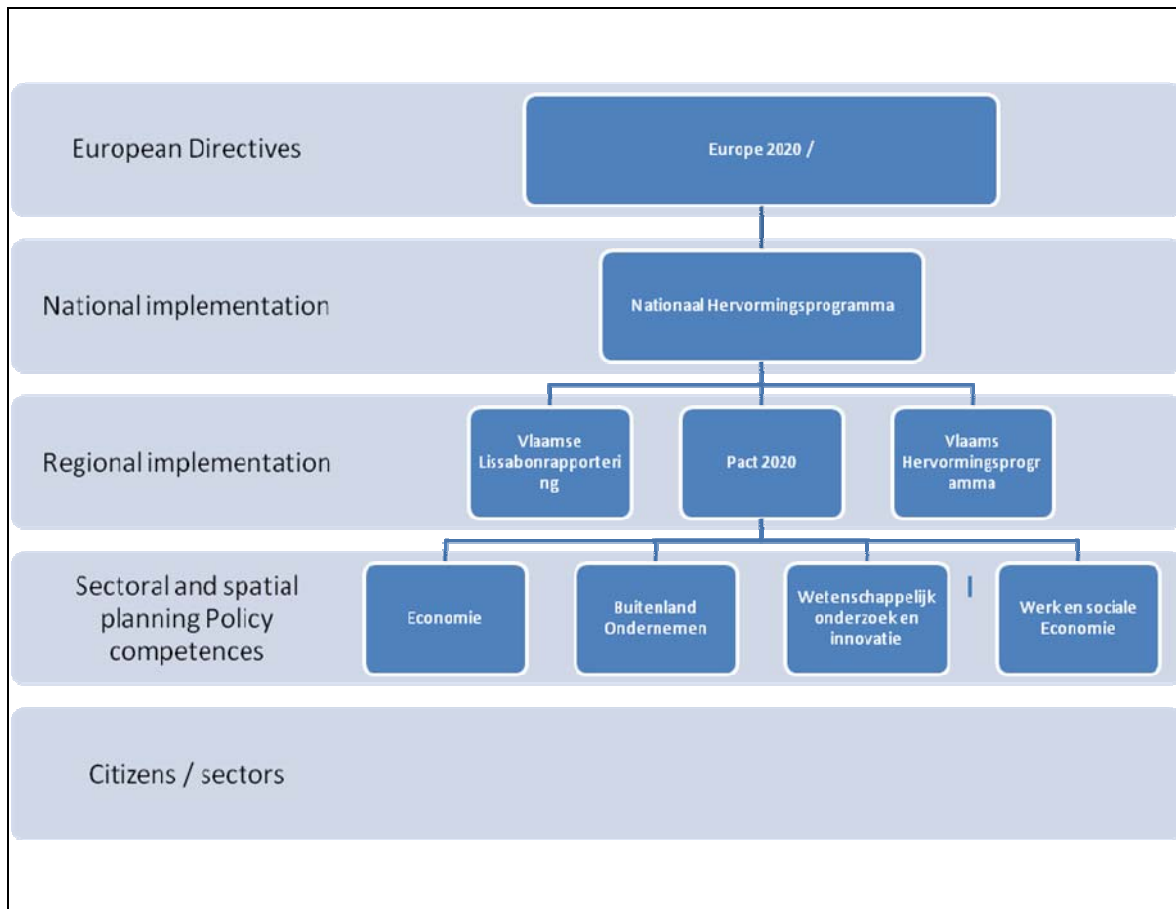 European Directives
Europe 2020 /
National implementation
Nationaal Hervormingsprogramma
Regional implementation
Vlaamse
Lissabonrapporteri
ng
Pact 2020
Vlaams
Hervormingsprogr
amma
Sectoral and spatial
planning Policy
competences
Economie
Buitenland
Ondernemen
Wetenschappelijk
onderzoek en
innovatie
Werk en sociale
Economie
Citizens / sectors